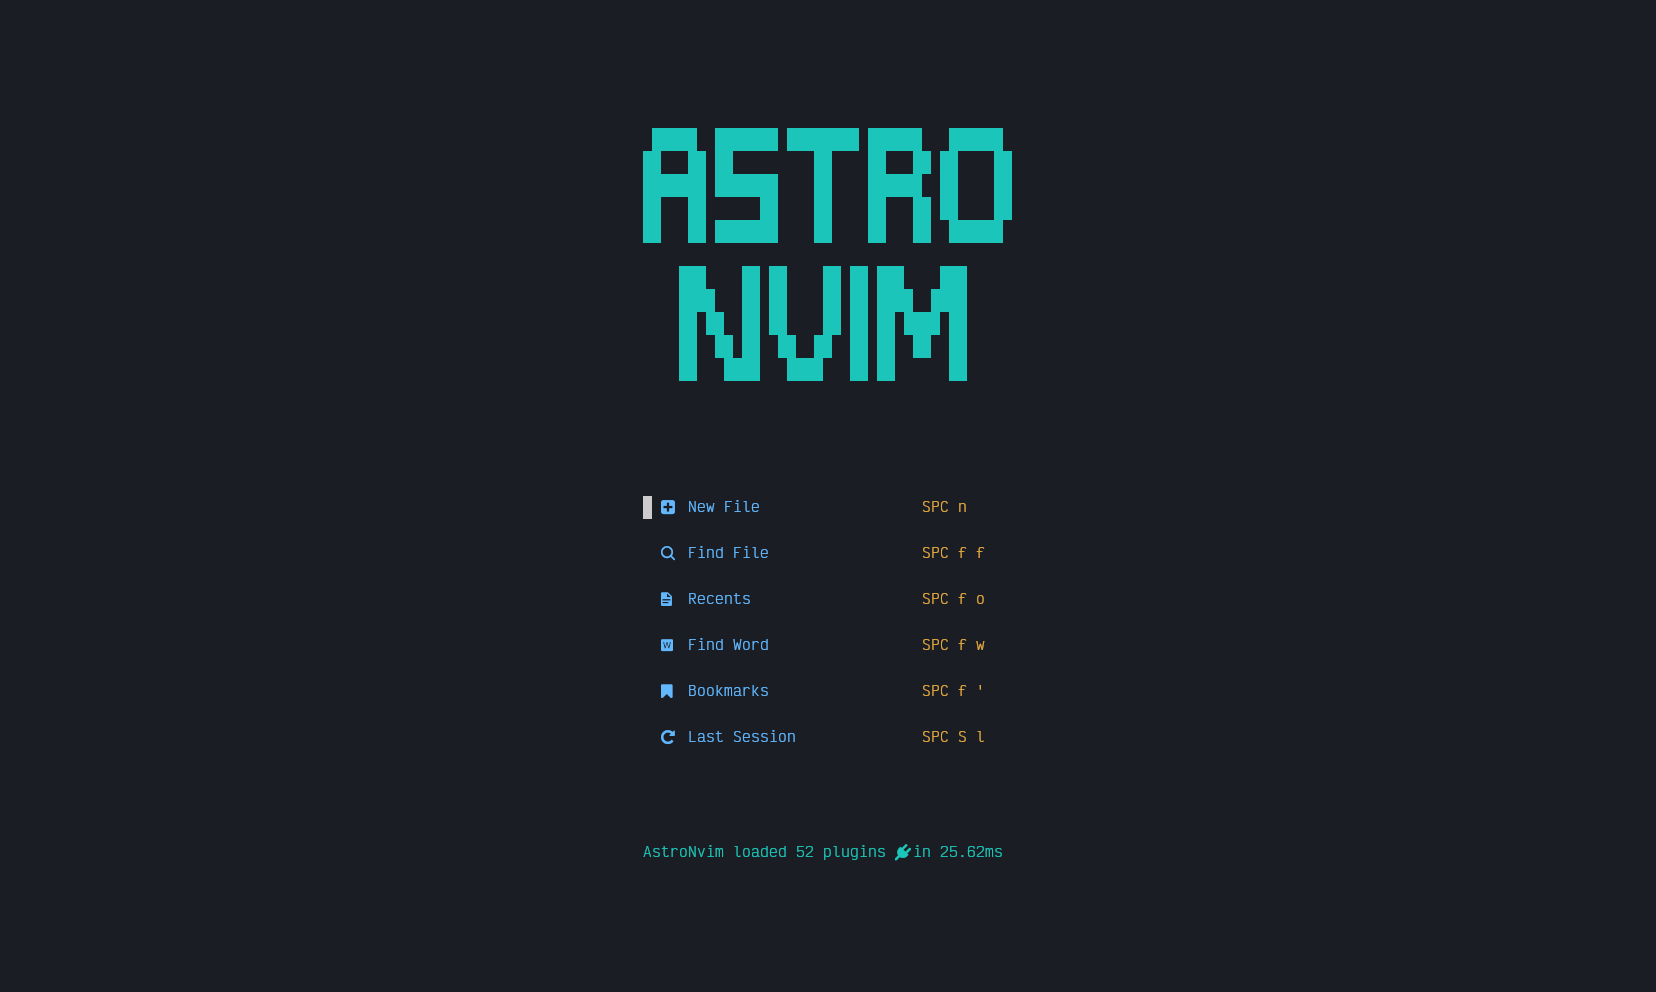 ASTRO
NVIM
New File SPC n
Find File SPC f f
Recents SPC f o
Find Word SPC f w
Bookmarks SPC f '
Last Session SPC S l
AstroNvim loaded 52 plugins in 25.62ms